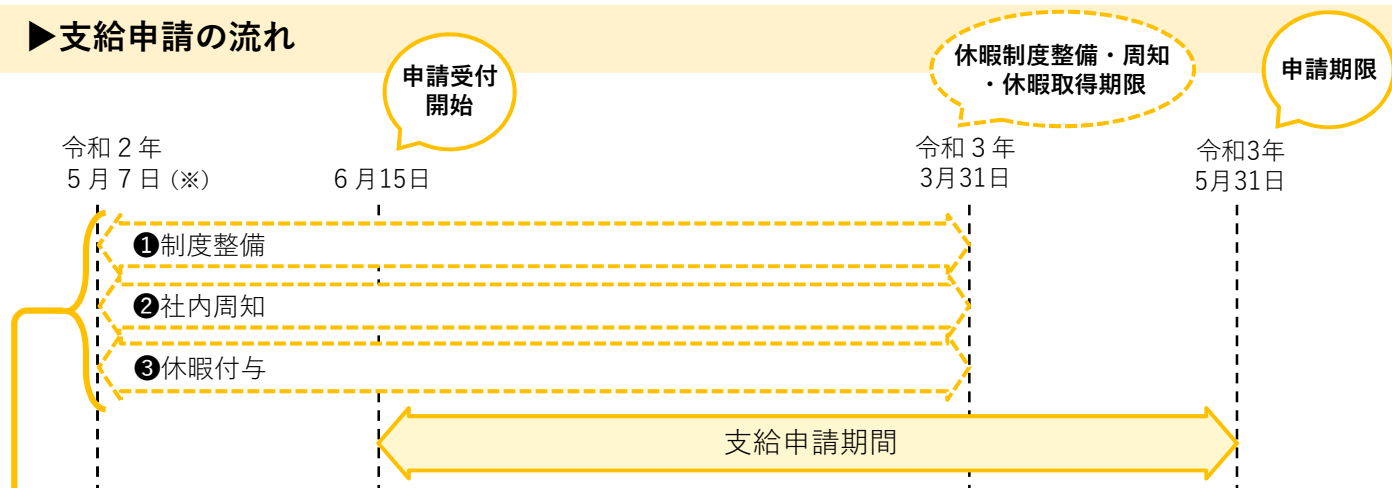 ▶支給申請の流れ
申請受付
開始
休暇制度整備・周知
・休暇取得期限
申請期限
令和２年
５月７日（※）
６月15日
令和３年
3月31日
令和3年
5月31日
❶制度整備
❷社内周知
❸休暇付与
支給申請期間